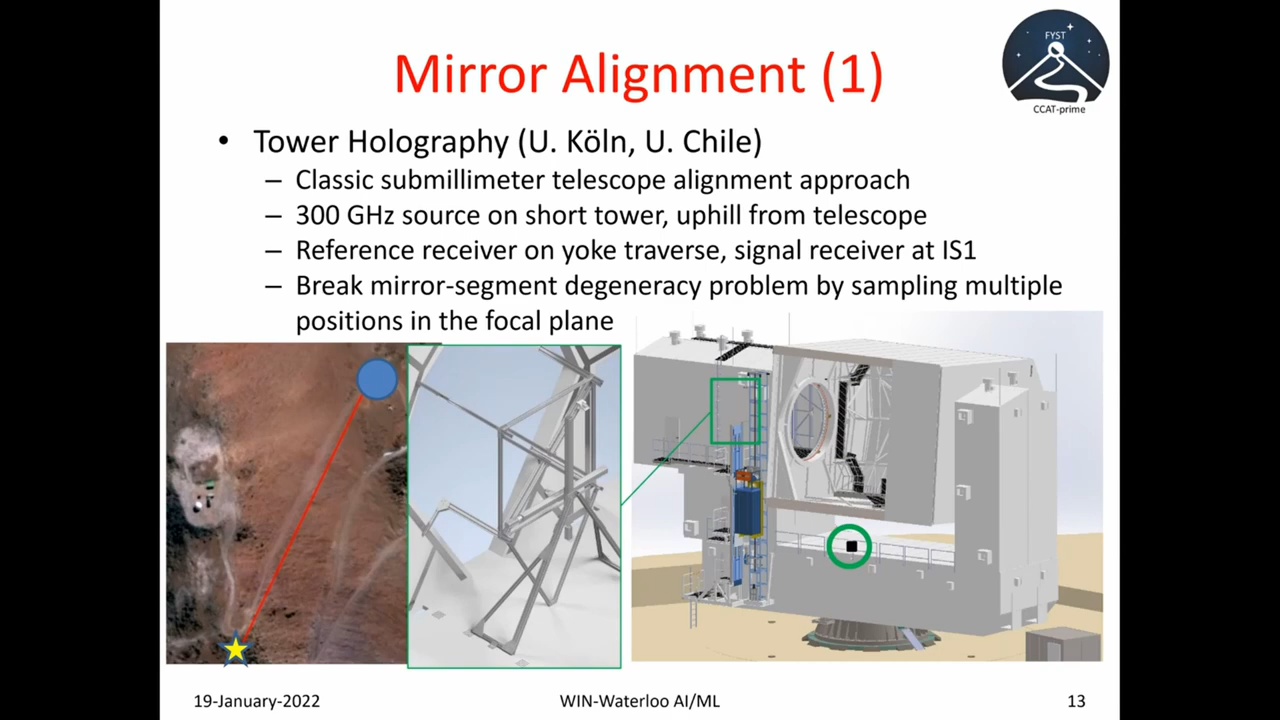 FYST
CCAT-prime
Mirror Alignment (1)
• Tower Holography (U. Köln, U. Chile)
– Classic submillimeter telescope alignment approach
– 300 GHz source on short tower, uphill from telescope
– Reference receiver on yoke traverse, signal receiver at IS1
– Break mirror-segment degeneracy problem by sampling multiple
positions in the focal plane
19-January-2022
WIN-Waterloo AI/ML
13